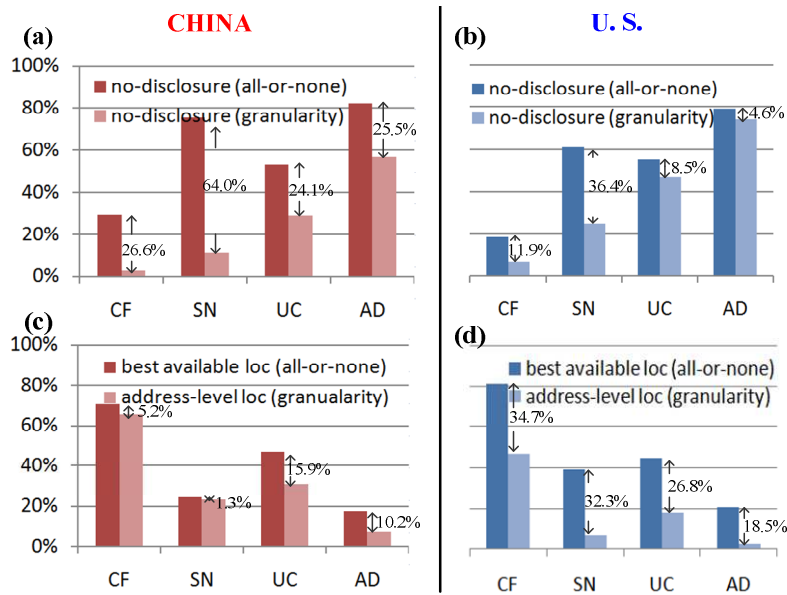 (a)
CHINA
(b)
U. S.
100%
80%
60%
40%
20%
0%
no-disclosure (all-or-none)
no-disclosure (granularity)
26.6%
64.0%
24.1%
25.5%
CF SN UC AD
no-disclosure (all-or-none)
no-disclosure (granularity)
11.9%
36.4%
8.5%
4.6%
CF SN UC AD
(c)
100%
80%
60%
40%
20%
0%
best available loc (all-or-none)
address-level loc (granualarity)
5.2%
1.3%
15.9%
10.2%
CF SN UC AD
(d)
best available loc (all-or-none)
address-level loc (granularity)
34.7%
32.3%
26.8%
18.5%
CF SN UC AD